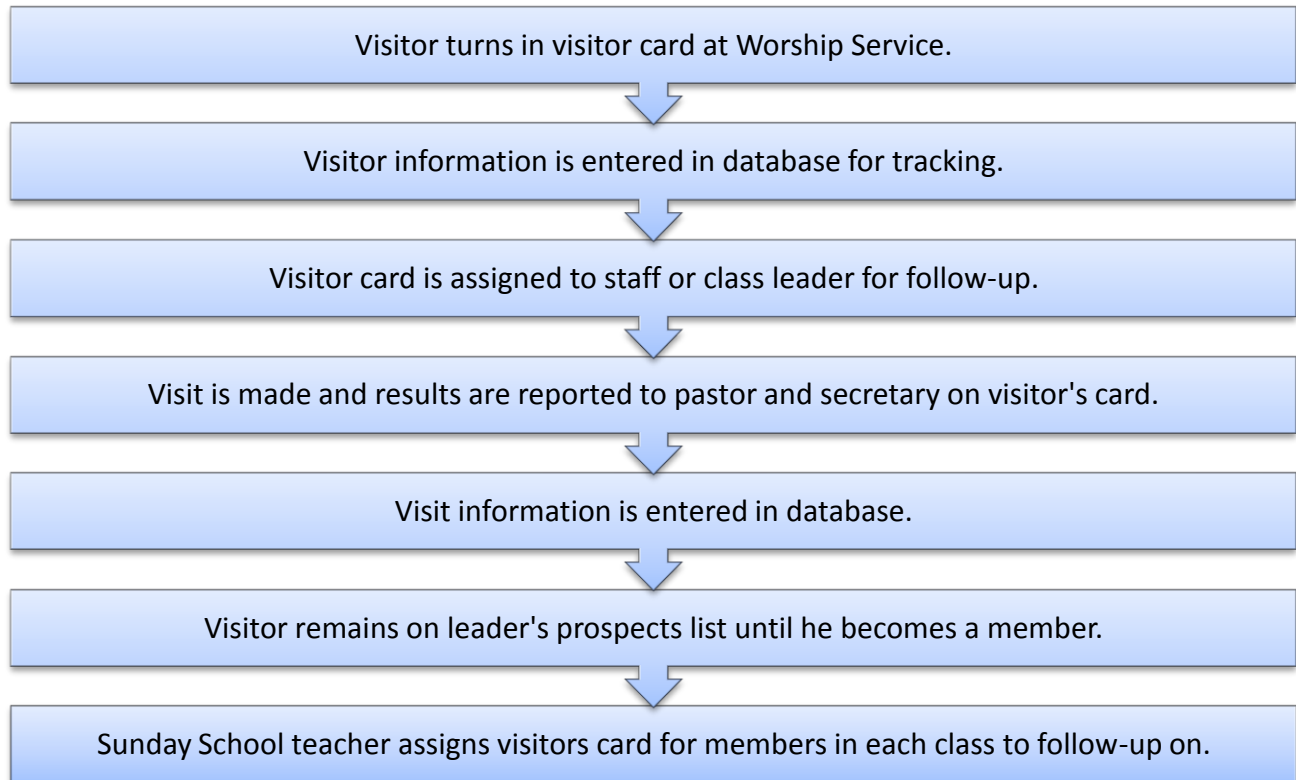 Visitor turns in visitor card at Worship Service.
Visitor information is entered in database for tracking.
Visitor card is assigned to staff or class leader for follow-up.
Visit is made and results are reported to pastor and secretary on visitor's card.
Visit information is entered in database.
Visitor remains on leader's prospects list until he becomes a member.
Sunday School teacher assigns visitors card for members in each class to follow-up on.